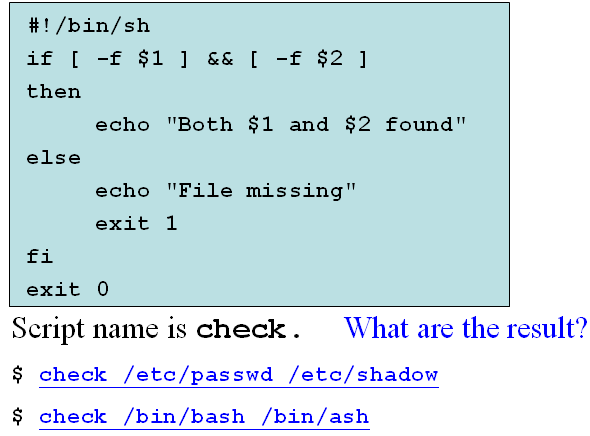 #!/bin/sh
if [ -f $1 ] && [ -f $2 ]
then
echo "Both $1 and $2 found"
else
echo "File missing"
exit 1
fi
exit 0
Script name is check. What are the result?
$ check /etc/passwd /etc/shadow
$ check /bin/bash /bin/ash